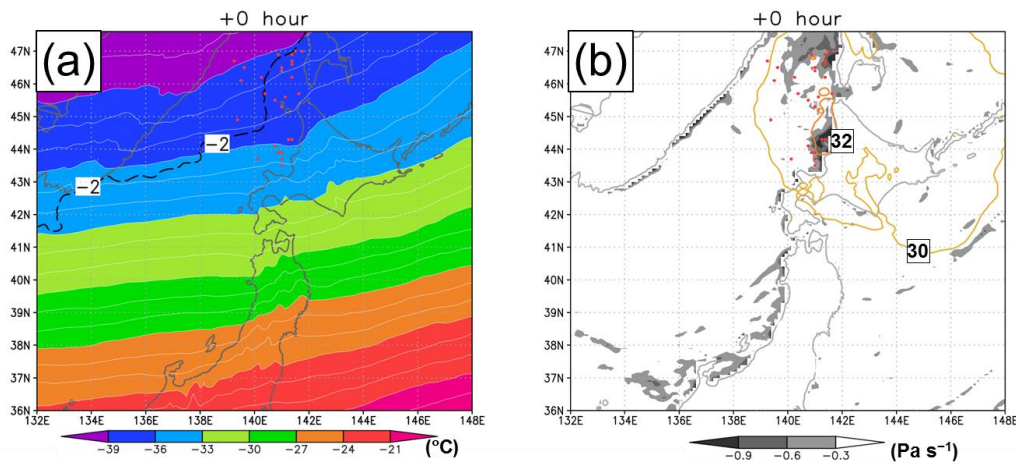 +0 hour
(a)
47N
46N
45N
44N
43N
42N
41N
40N
39N
38N
37N
36N
−2
−2
132E 134E 136E 138E 140E 142E 144E 146E 148E
−39 −36 −33 −30 −27 −24 −21 (°C)
+0 hour
(b)
47N
46N
45N
44N
43N
42N
41N
40N
39N
38N
37N
36N
32
30
132E 134E 136E 138E 140E 142E 144E 146E 148E
−0.9 −0.6 −0.3 (Pa s⁻¹)